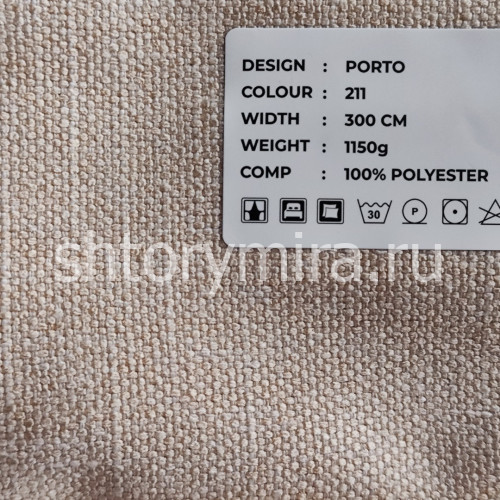 DESIGN : PORTO
COLOUR : 211
WIDTH : 300 CM
WEIGHT : 1150g
COMP : 100% POLYESTER
30 P
shtorymira.ru